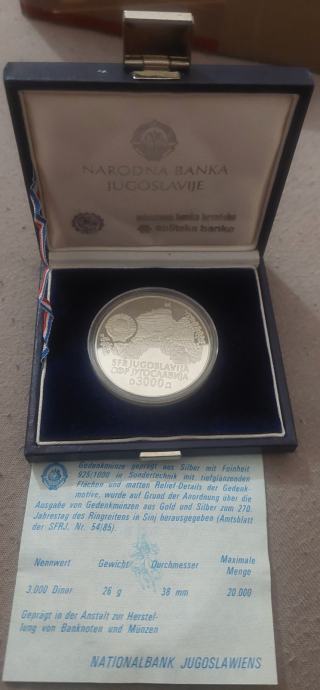 NARODNA BANKA
JUGOSLAVIJE
splitska banka
SFR JUGOSLAVIJA
СФР ЈУГОСЛАВИЈА
D3000Д
Gedenkmünze geprägt aus Silber mit Feinheit
925/1000 in Sondertechnik mit tiefglanzenden
Flächen und matten Relief-Details der Gedenk-
motive, wurde auf Grund der Anordnung über die
Ausgabe von Gedenkmünzen aus Gold und Silber zum 270.
Jahrestag des Ringreitens in Sinj herausgegeben (Amtsblatt
der SFRJ, Nr. 54/85).
Nennwert Gewicht Durchmesser Maximale
Menge
3.000 Dinar 26 g 38 mm 20.000
Geprägt in der Anstalt zur Herstel-
lung von Banknoten und Münzen
NATIONALBANK JUGOSLAWIENS